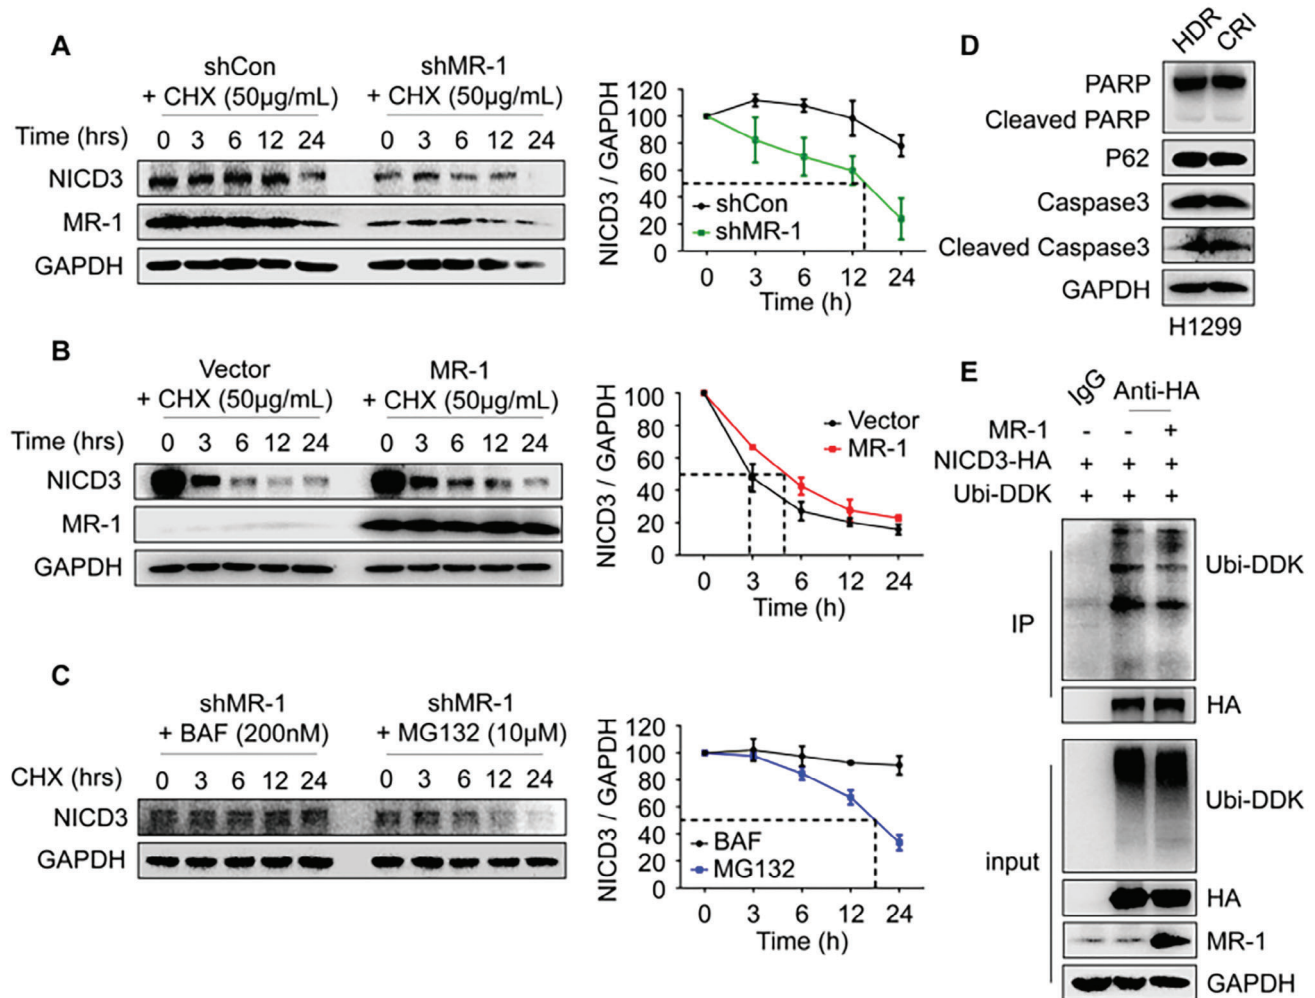 A
shCon
+ CHX (50µg/mL)
shMR-1
+ CHX (50µg/mL)
Time (hrs) 0 3 6 12 24 0 3 6 12 24
NICD3
MR-1
GAPDH
NICD3 / GAPDH
120
100
80
60
40
20
0
shCon
shMR-1
0 3 6 12 24
Time (h)
B
Vector
+ CHX (50µg/mL)
MR-1
+ CHX (50µg/mL)
Time (hrs) 0 3 6 12 24 0 3 6 12 24
NICD3
MR-1
GAPDH
NICD3 / GAPDH
100
80
60
40
20
0
Vector
MR-1
0 3 6 12 24
Time (h)
C
shMR-1
+ BAF (200nM)
shMR-1
+ MG132 (10µM)
CHX (hrs) 0 3 6 12 24 0 3 6 12 24
NICD3
GAPDH
NICD3 / GAPDH
120
100
80
60
40
20
0
BAF
MG132
0 3 6 12 24
Time (h)
D
HDR CRI
PARP
Cleaved PARP
P62
Caspase3
Cleaved Caspase3
GAPDH
H1299
E
IgG Anti-HA
MR-1 - - +
NICD3-HA + + +
Ubi-DDK + + +
IP
Ubi-DDK
HA
input
Ubi-DDK
HA
MR-1
GAPDH